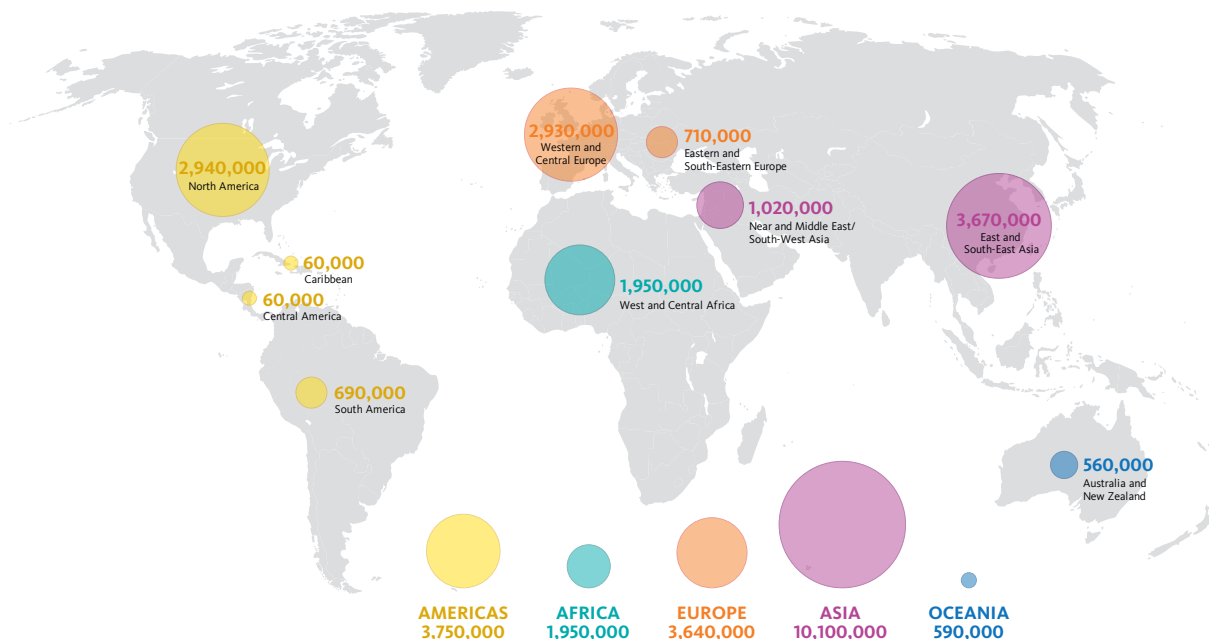 2,940,000
North America
60,000
Caribbean
60,000
Central America
690,000
South America
2,930,000
Western and
Central Europe
710,000
Eastern and
South-Eastern Europe
1,020,000
Near and Middle East/
South-West Asia
3,670,000
East and
South-East Asia
1,950,000
West and Central Africa
560,000
Australia and
New Zealand
AMERICAS
3,750,000
AFRICA
1,950,000
EUROPE
3,640,000
ASIA
10,100,000
OCEANIA
590,000